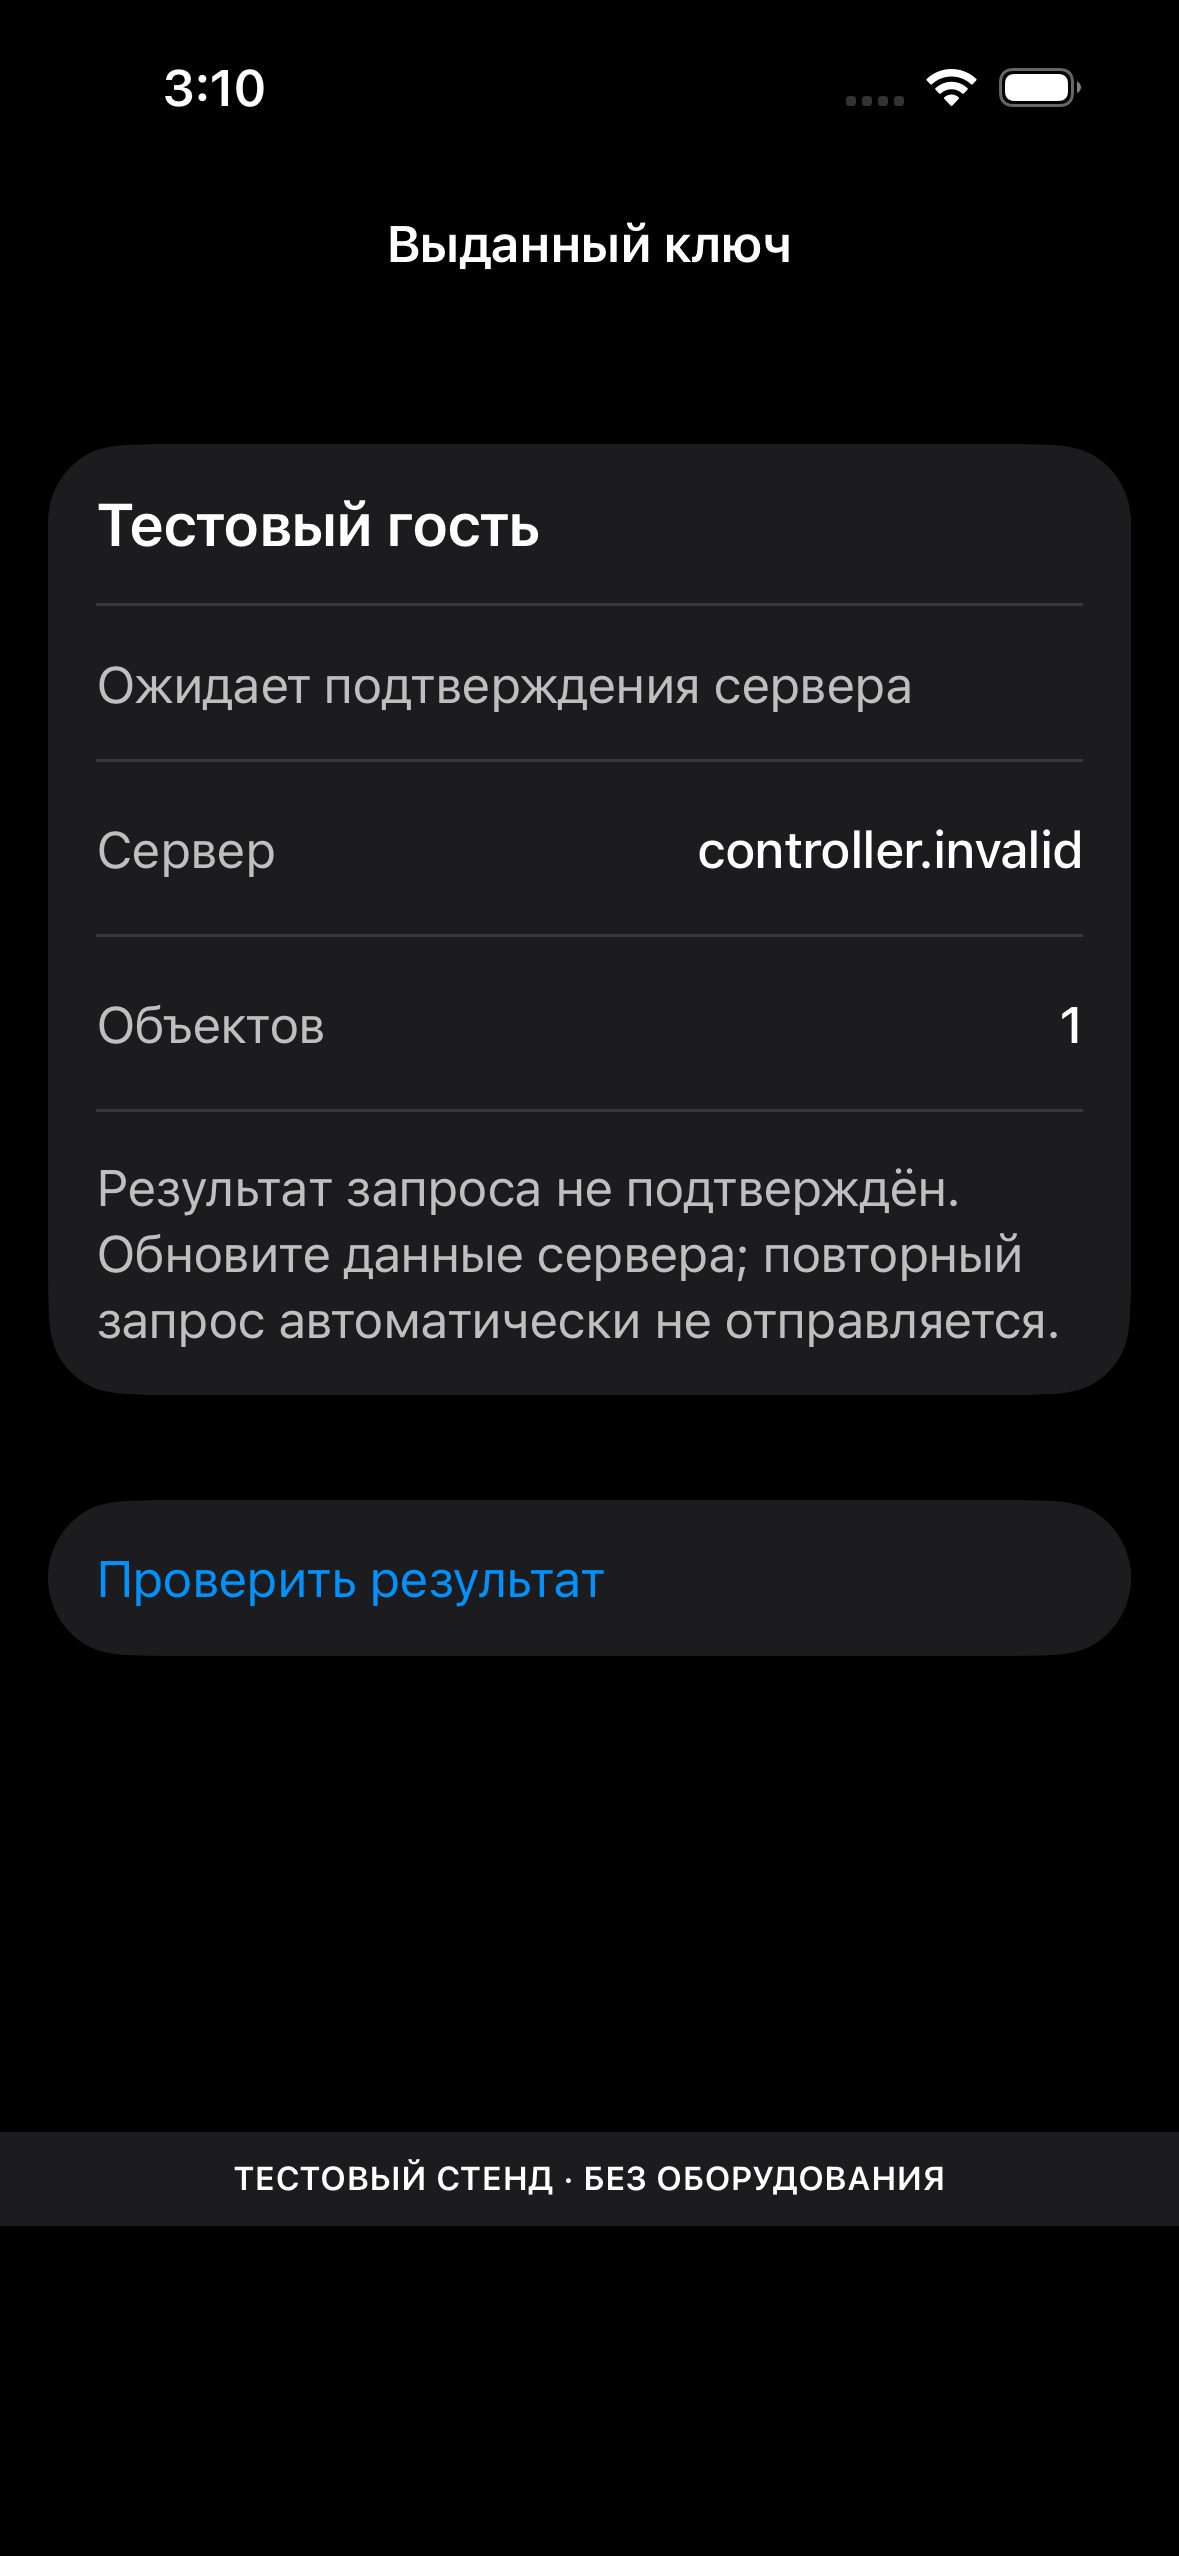 3:10
Выданный ключ
Тестовый гость
Ожидает подтверждения сервера
Сервер controller.invalid
Объектов 1
Результат запроса не подтверждён.
Обновите данные сервера; повторный
запрос автоматически не отправляется.
Проверить результат
ТЕСТОВЫЙ СТЕНД · БЕЗ ОБОРУДОВАНИЯ